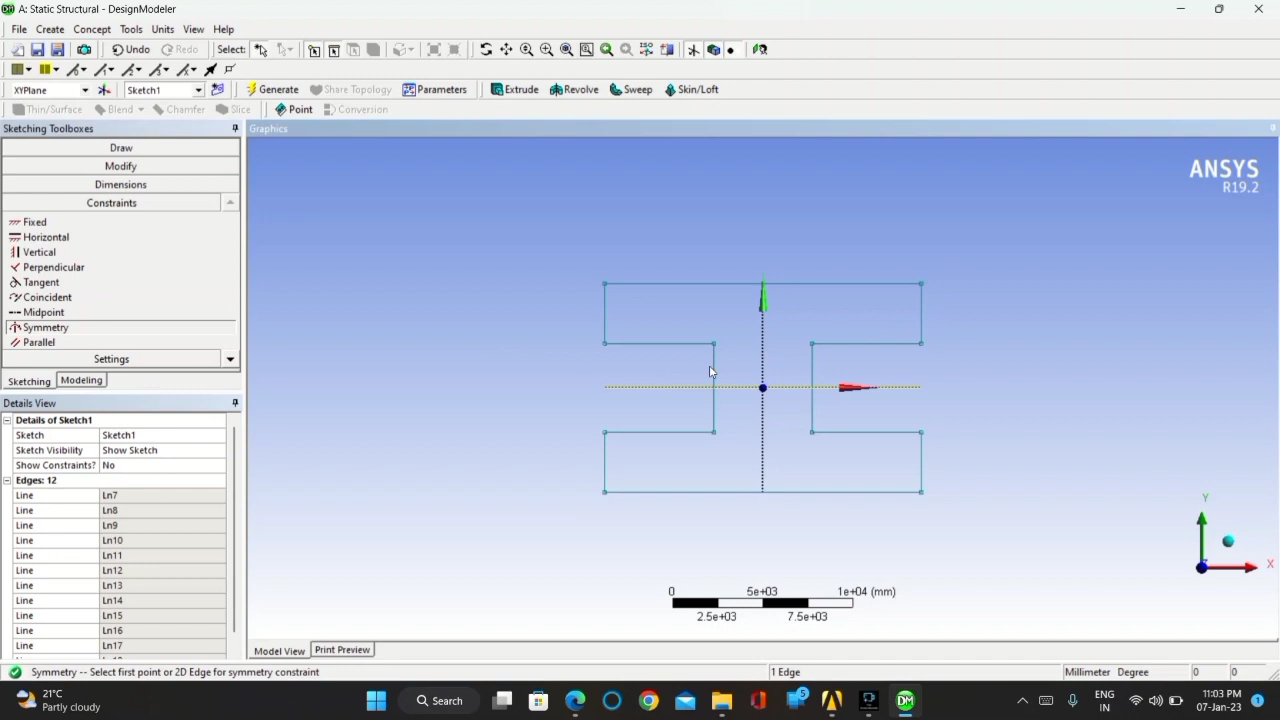 A: Static Structural - DesignModeler
File Create Concept Tools Units View Help
Undo Redo Select:
XYPlane Sketch1 Generate Share Topology Parameters Extrude Revolve Sweep Skin/Loft
Thin/Surface Blend Chamfer Slice Point Conversion
Sketching Toolboxes
Draw
Modify
Dimensions
Constraints
Fixed
Horizontal
Vertical
Perpendicular
Tangent
Coincident
Midpoint
Symmetry
Parallel
Settings
Sketching Modeling
Details View
Details of Sketch1
Sketch Sketch1
Sketch Visibility Show Sketch
Show Constraints? No
Edges: 12
Line Ln7
Line Ln8
Line Ln9
Line Ln10
Line Ln11
Line Ln12
Line Ln13
Line Ln14
Line Ln15
Line Ln16
Line Ln17
Graphics
ANSYS
R19.2
Y
X
0 5e+03 1e+04 (mm)
2.5e+03 7.5e+03
Model View Print Preview
Symmetry -- Select first point or 2D Edge for symmetry constraint 1 Edge Millimeter Degree 0 0
21°C
Partly cloudy
Search
5
DM
ENG
IN
11:03 PM
07-Jan-23
1